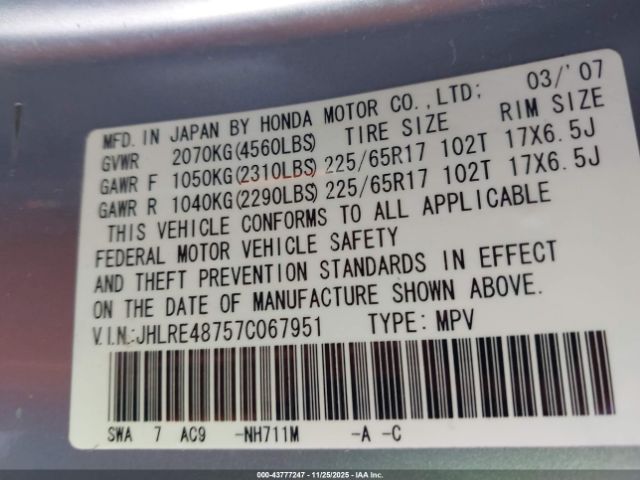 03/'07
MFD. IN JAPAN BY HONDA MOTOR CO.,LTD;
GVWR 2070KG(4560LBS) TIRE SIZE RIM SIZE
GAWR F 1050KG(2310LBS) 225/65R17 102T 17X6.5J
GAWR R 1040KG(2290LBS) 225/65R17 102T 17X6.5J
THIS VEHICLE CONFORMS TO ALL APPLICABLE
FEDERAL MOTOR VEHICLE SAFETY
AND THEFT PREVENTION STANDARDS IN EFFECT
ON THE DATE OF MANUFACTURE SHOWN ABOVE.
V.I.N.:JHLRE48757C067951 TYPE: MPV
SWA 7 AC9 -NH711M -A -C
© 000-43777247 - 11/25/2025 - IAAI.COM